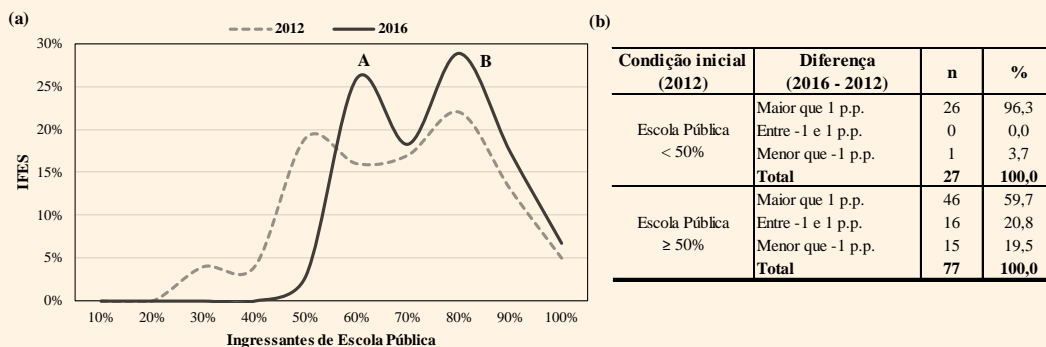 (a)
2012 2016
30%
25%
20%
15%
10%
5%
0%
IFES
A
B
10% 20% 30% 40% 50% 60% 70% 80% 90% 100%
Ingressantes de Escola Pública
(b)
Condição inicial (2012) Diferença (2016 - 2012) n %
Escola Pública < 50%
Maior que 1 p.p. 26 96,3
Entre -1 e 1 p.p. 0 0,0
Menor que -1 p.p. 1 3,7
Total 27 100,0
Escola Pública ≥ 50%
Maior que 1 p.p. 46 59,7
Entre -1 e 1 p.p. 16 20,8
Menor que -1 p.p. 15 19,5
Total 77 100,0